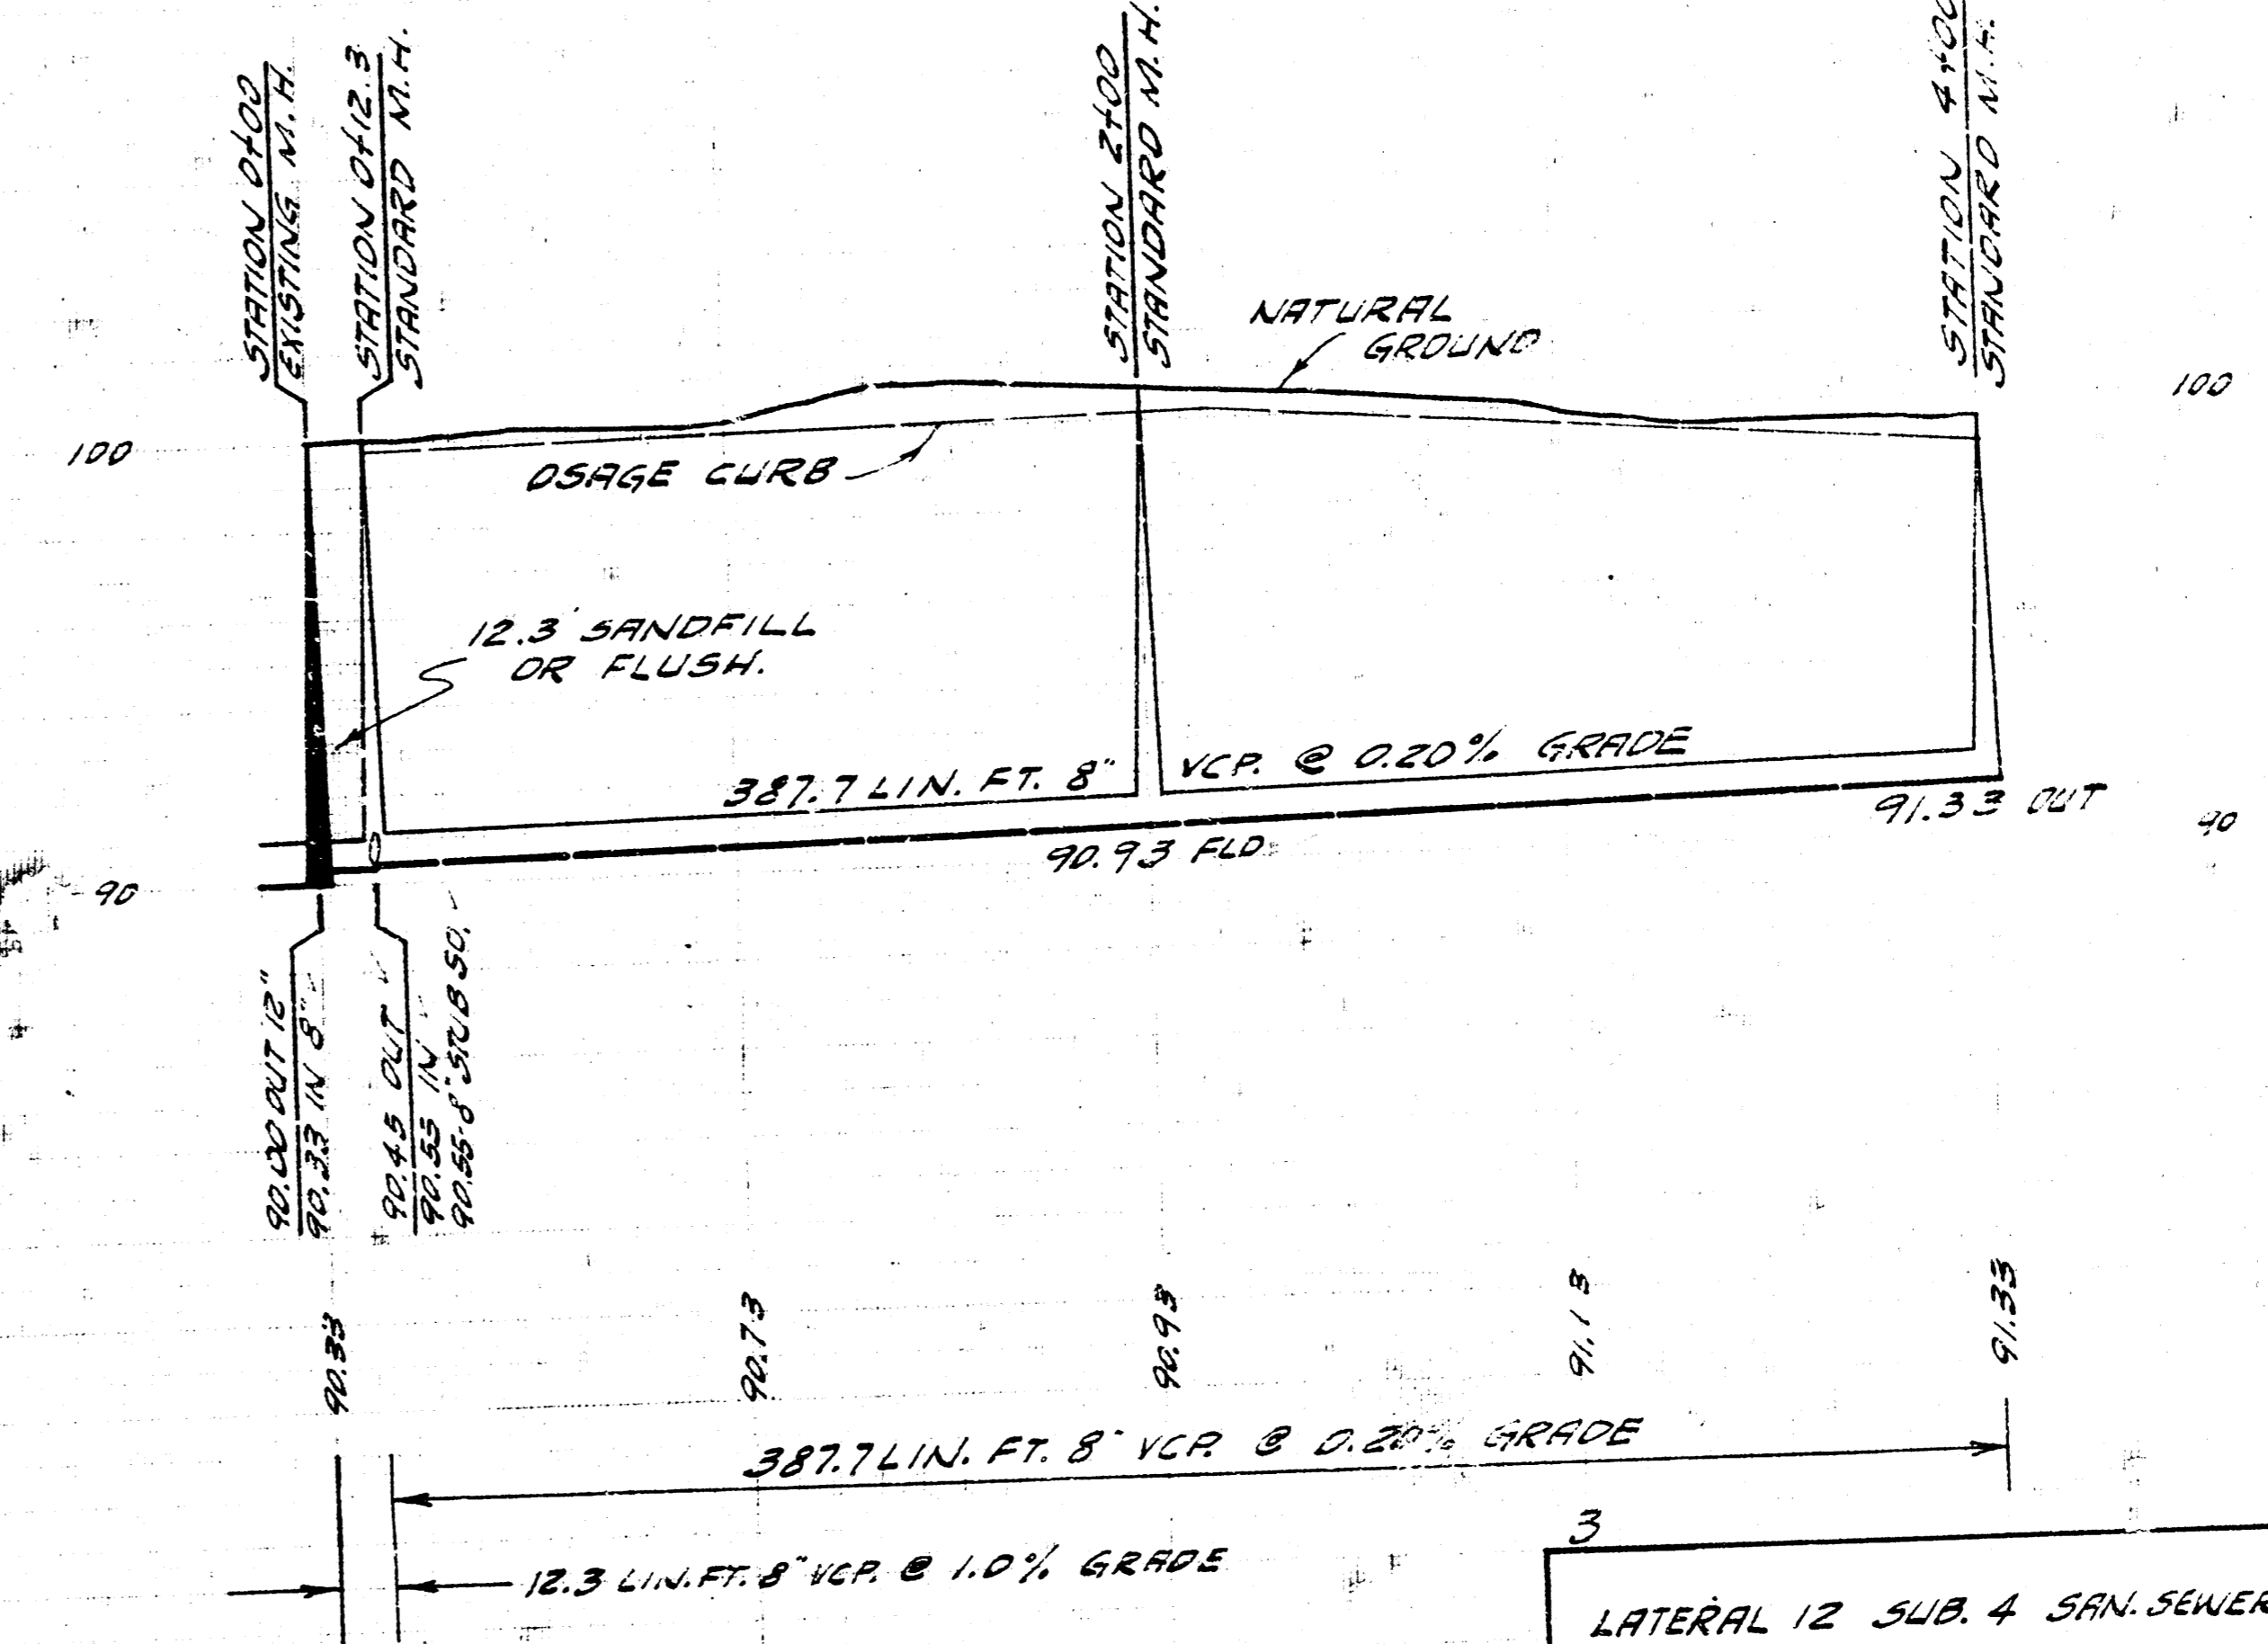 STATION 0+00
EXISTING M.H.
STATION 0+12.3
STANDARD M.H.
STATION 2+00
STANDARD M.H.
STATION 4+00
STANDARD M.H.
NATURAL
GROUND
100
100
OSAGE CURB
12.3' SANDFILL
OR FLUSH.
387.7 LIN. FT. 8" VCP. @ 0.20% GRADE
90.93 FLO
91.33 OUT
90
90
90.00 OUT 12"
90.33 IN 8"
90.45 OUT
90.53 IN
90.55-8" STUB SO.
90.33
90.73
90.93
91.13
91.33
387.7 LIN. FT. 8" VCP. @ 0.20% GRADE
12.3 LIN. FT. 8" VCP. @ 1.0% GRADE
3
LATERAL 12 SUB. 4 SAN. SEWER